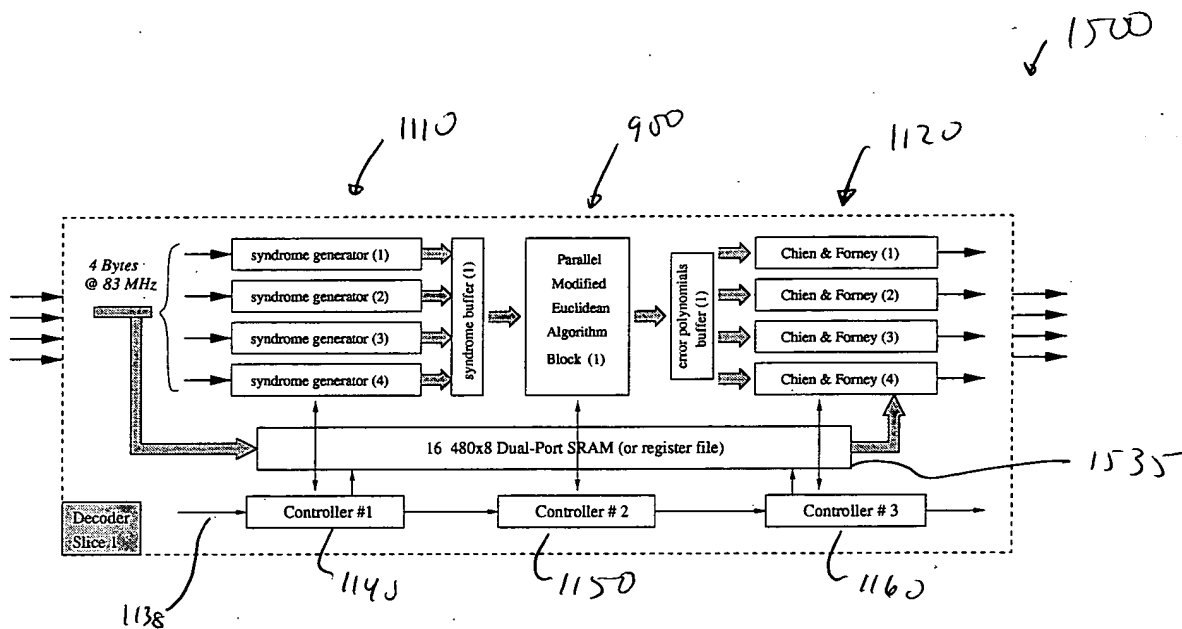 1500
1110
900
1120
4 Bytes
@ 83 MHz
syndrome generator (1)
syndrome generator (2)
syndrome generator (3)
syndrome generator (4)
syndrome buffer (1)
Parallel
Modified
Euclidean
Algorithm
Block (1)
error polynomials
buffer (1)
Chien & Forney (1)
Chien & Forney (2)
Chien & Forney (3)
Chien & Forney (4)
16 480x8 Dual-Port SRAM (or register file)
1535
Decoder
Slice 1
Controller #1
Controller # 2
Controller # 3
1138
1140
1150
1160